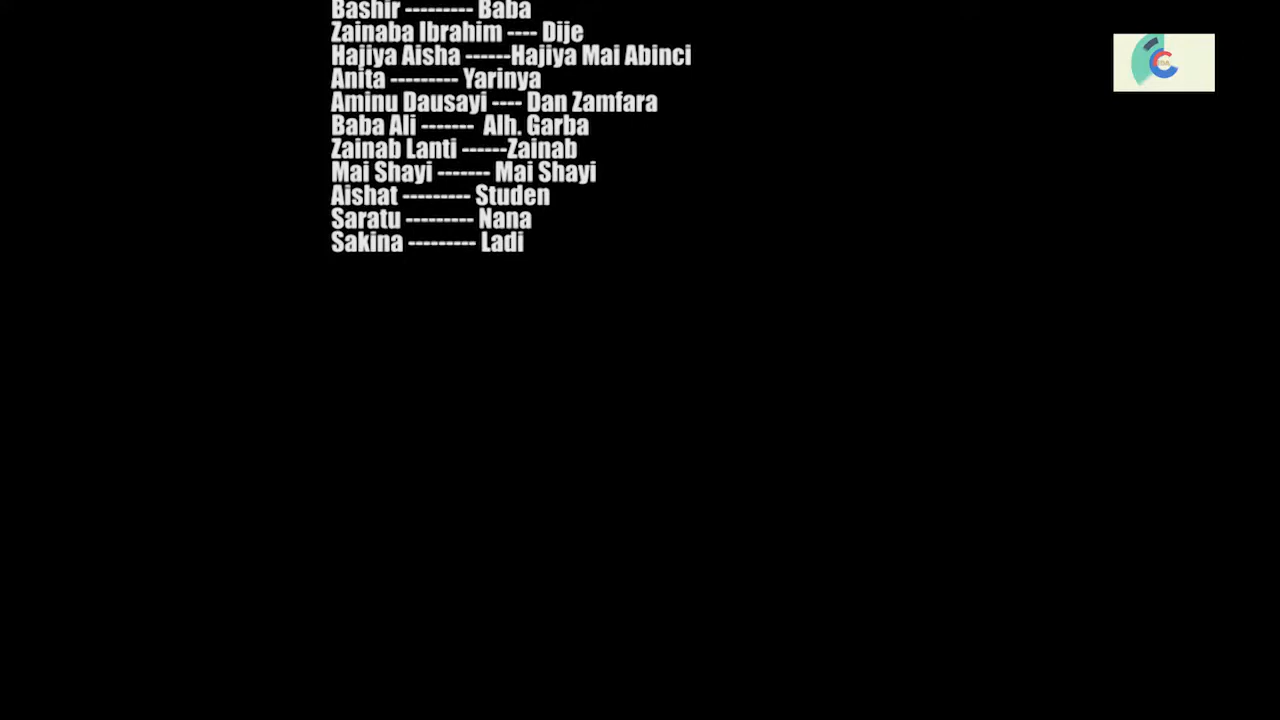 Bashir --------- Baba
Zainaba Ibrahim ---- Dije
Hajiya Aisha ------Hajiya Mai Abinci
Anita --------- Yarinya
Aminu Dausayi ---- Dan Zamfara
Baba Ali ------- Alh. Garba
Zainab Lanti ------Zainab
Mai Shayi ------- Mai Shayi
Aishat --------- Studen
Saratu --------- Nana
Sakina --------- Ladi